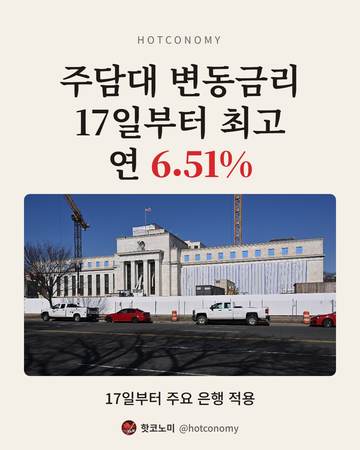 HOTCONOMY
주담대 변동금리
17일부터 최고
연 6.51%
17일부터 주요 은행 적용
핫코노미 @hotconomy